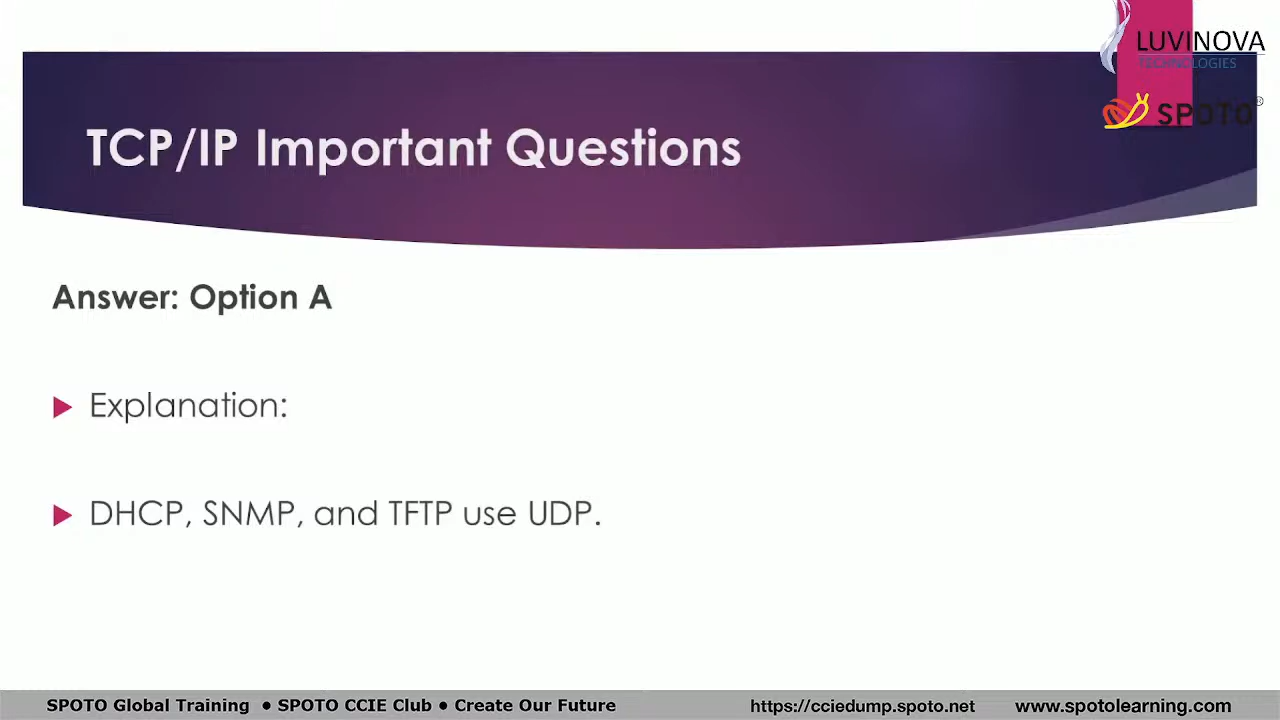 LUVINOVA
TECHNOLOGIES
SPOTO®
TCP/IP Important Questions
Answer: Option A
Explanation:
DHCP, SNMP, and TFTP use UDP.
SPOTO Global Training ● SPOTO CCIE Club ● Create Our Future https://cciedump.spoto.net www.spotolearning.com